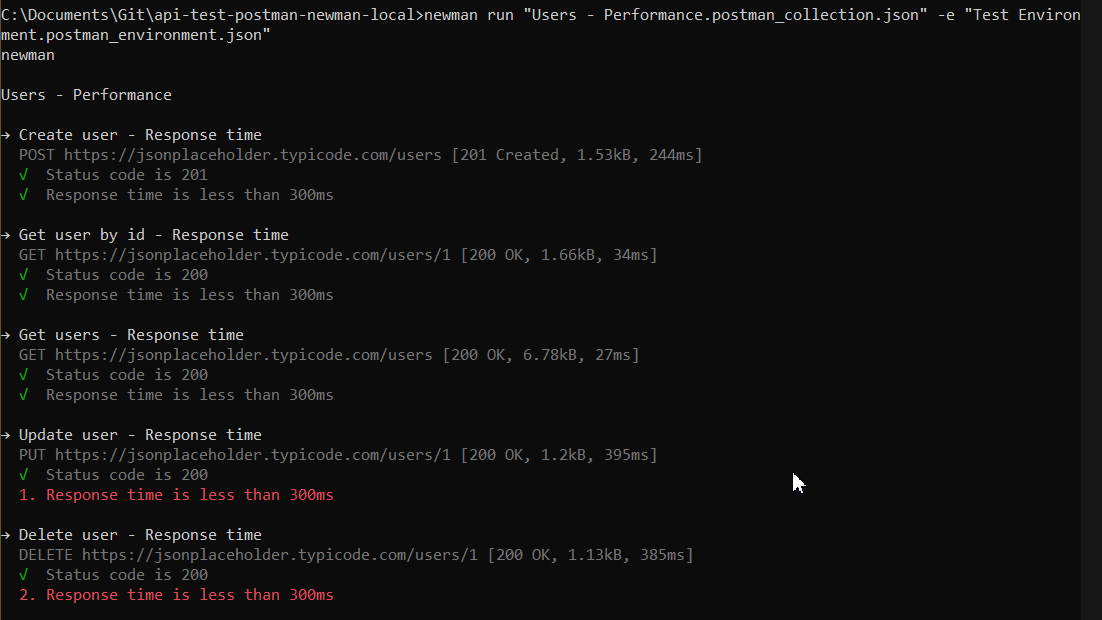 C:\Documents\Git\api-test-postman-newman-local>newman run "Users - Performance.postman_collection.json" -e "Test Environ
ment.postman_environment.json"
newman
Users - Performance
→ Create user - Response time
POST https://jsonplaceholder.typicode.com/users [201 Created, 1.53kB, 244ms]
√ Status code is 201
√ Response time is less than 300ms
→ Get user by id - Response time
GET https://jsonplaceholder.typicode.com/users/1 [200 OK, 1.66kB, 34ms]
√ Status code is 200
√ Response time is less than 300ms
→ Get users - Response time
GET https://jsonplaceholder.typicode.com/users [200 OK, 6.78kB, 27ms]
√ Status code is 200
√ Response time is less than 300ms
→ Update user - Response time
PUT https://jsonplaceholder.typicode.com/users/1 [200 OK, 1.2kB, 395ms]
√ Status code is 200
1. Response time is less than 300ms
→ Delete user - Response time
DELETE https://jsonplaceholder.typicode.com/users/1 [200 OK, 1.13kB, 385ms]
√ Status code is 200
2. Response time is less than 300ms